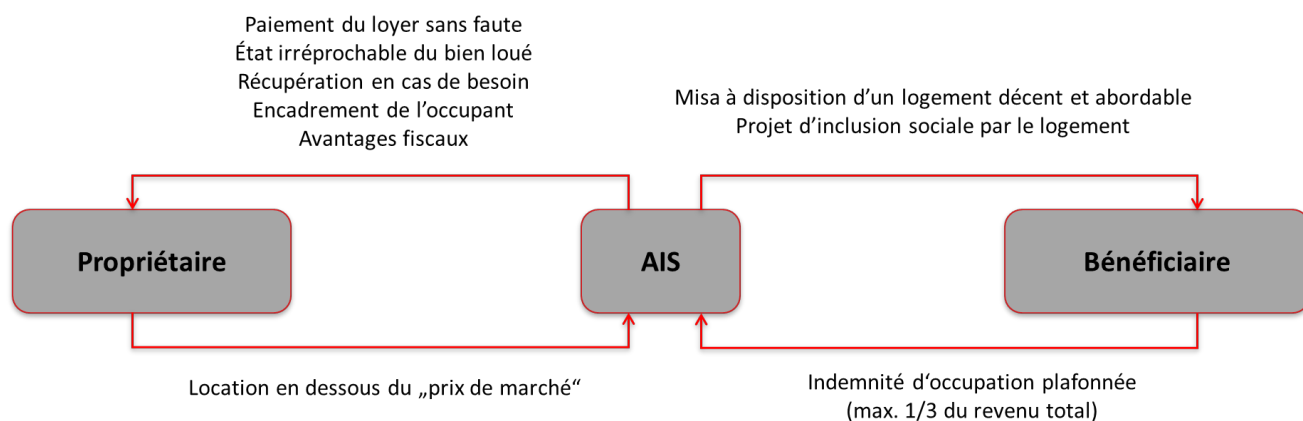 Paiement du loyer sans faute
État irréprochable du bien loué
Récupération en cas de besoin
Encadrement de l’occupant
Avantages fiscaux
Misa à disposition d’un logement décent et abordable
Projet d’inclusion sociale par le logement
Propriétaire
AIS
Bénéficiaire
Location en dessous du „prix de marché“
Indemnité d‘occupation plafonnée
(max. 1/3 du revenu total)